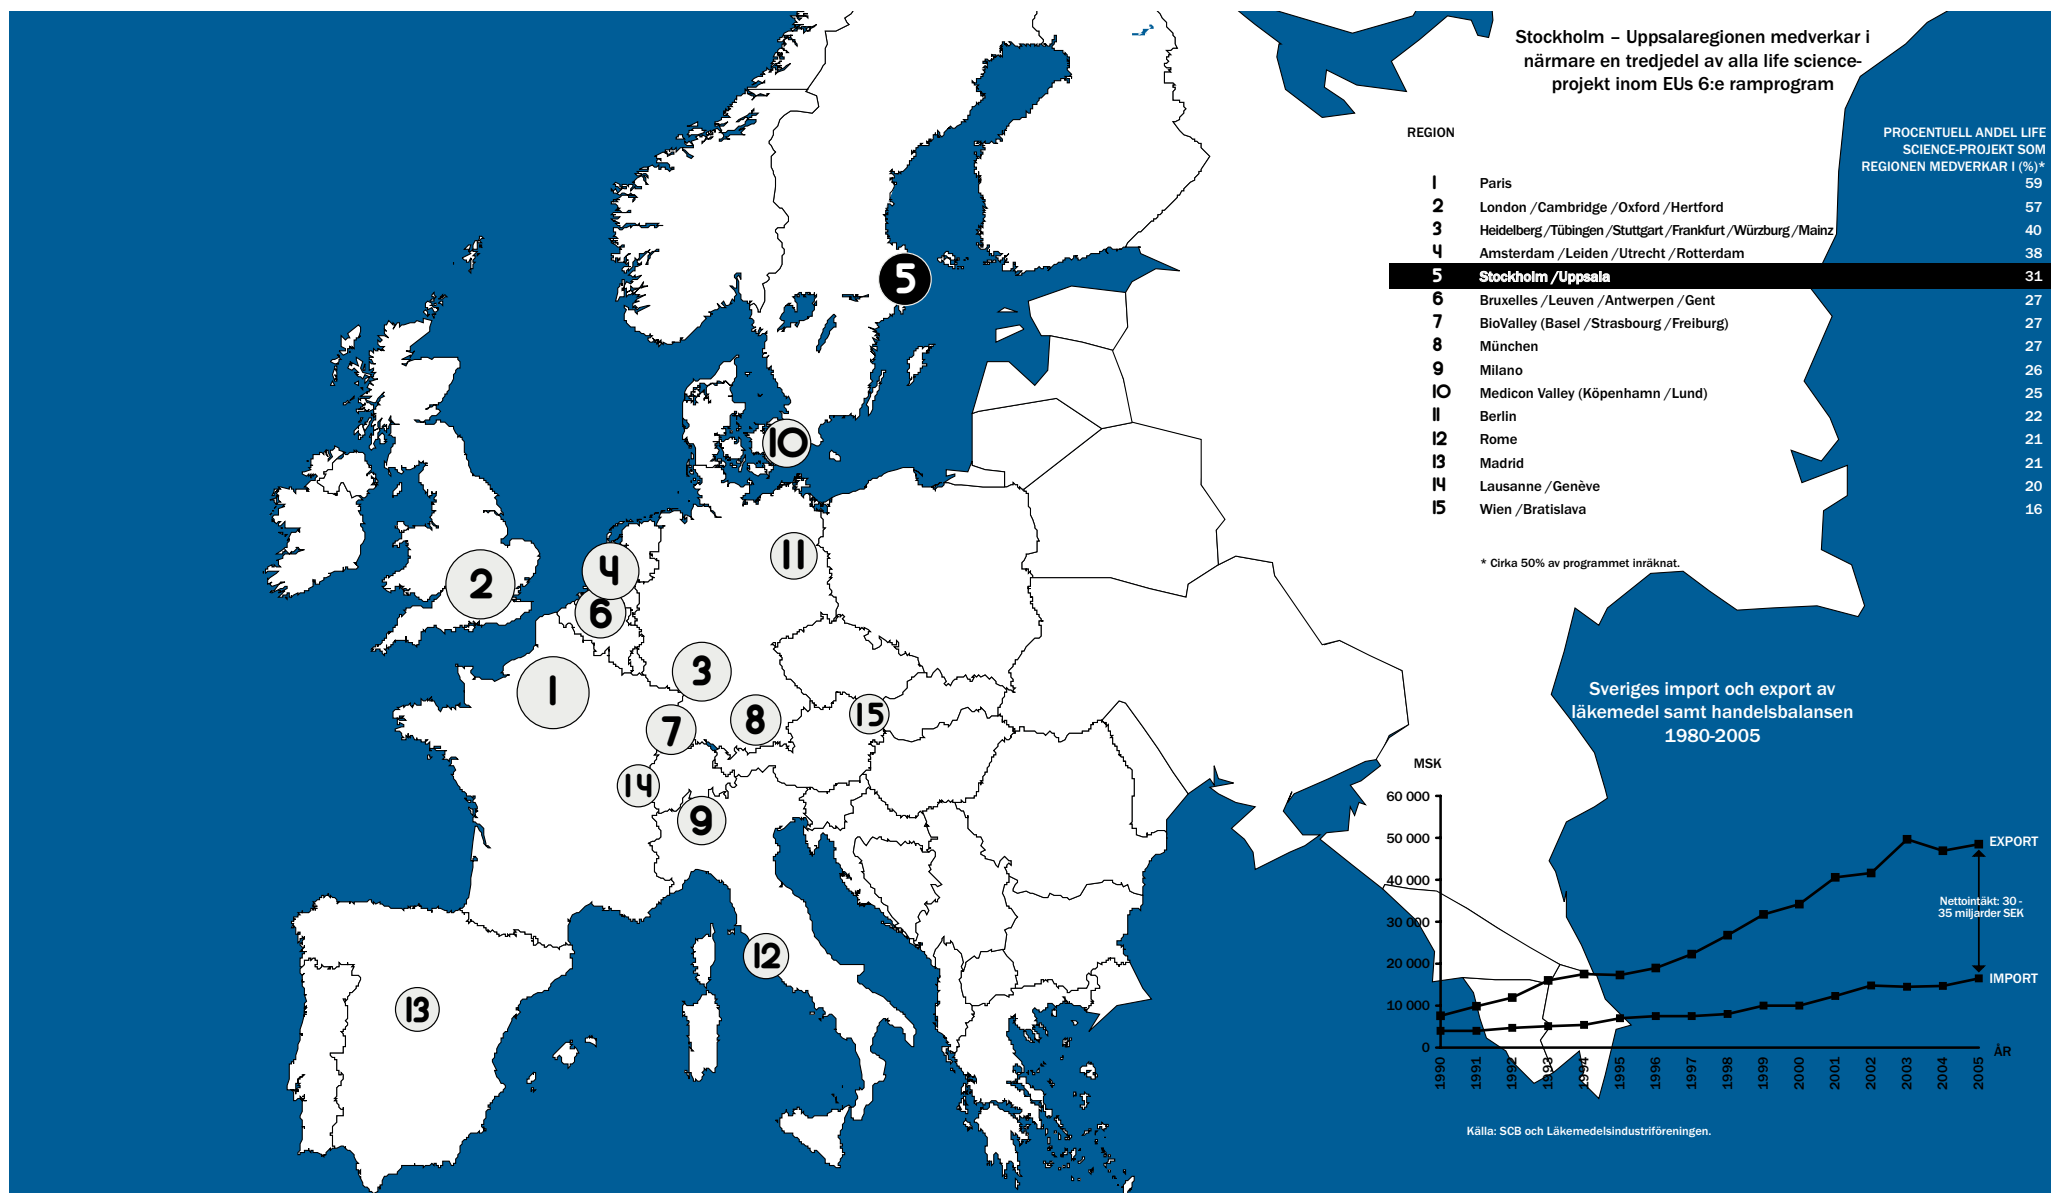 Stockholm – Uppsalaregionen medverkar i
närmare en tredjedel av alla life science-
projekt inom EUs 6:e ramprogram
REGION
PROCENTUELL ANDEL LIFE
SCIENCE-PROJEKT SOM
REGIONEN MEDVERKAR I (%)*
1 Paris 59
2 London /Cambridge /Oxford /Hertford 57
3 Heidelberg /Tübingen /Stuttgart /Frankfurt /Würzburg /Mainz 40
4 Amsterdam /Leiden /Utrecht /Rotterdam 38
5 Stockholm /Uppsala 31
6 Bruxelles /Leuven /Antwerpen /Gent 27
7 BioValley (Basel /Strasbourg /Freiburg) 27
8 München 27
9 Milano 26
10 Medicon Valley (Köpenhamn /Lund) 25
11 Berlin 22
12 Rome 21
13 Madrid 21
14 Lausanne /Genève 20
15 Wien /Bratislava 16
* Cirka 50% av programmet inräknat.
5
10
11
4
2
6
3
1
15
8
7
14
9
12
13
Sveriges import och export av
läkemedel samt handelsbalansen
1980-2005
MSK
60 000
50 000
40 000
30 000
20 000
10 000
0
EXPORT
Nettointäkt: 30 -
35 miljarder SEK
IMPORT
ÅR
1990 1991 1992 1993 1994 1995 1996 1997 1998 1999 2000 2001 2002 2003 2004 2005
Källa: SCB och Läkemedelsindustriföreningen.